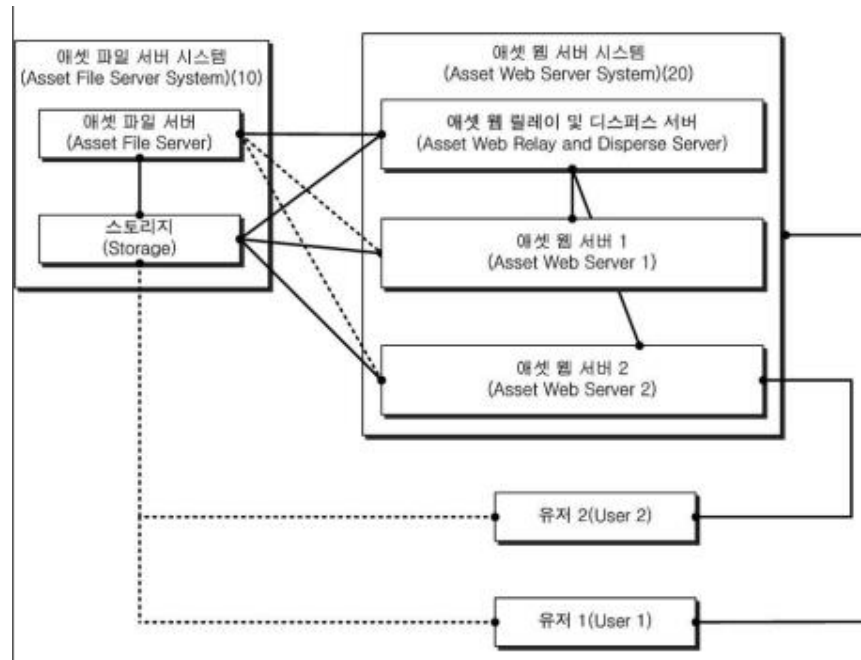 애셋 파일 서버 시스템
(Asset File Server System)(10)
애셋 파일 서버
(Asset File Server)
스토리지
(Storage)
애셋 웹 서버 시스템
(Asset Web Server System)(20)
애셋 웹 릴레이 및 디스퍼스 서버
(Asset Web Relay and Disperse Server)
애셋 웹 서버 1
(Asset Web Server 1)
애셋 웹 서버 2
(Asset Web Server 2)
유저 2(User 2)
유저 1(User 1)